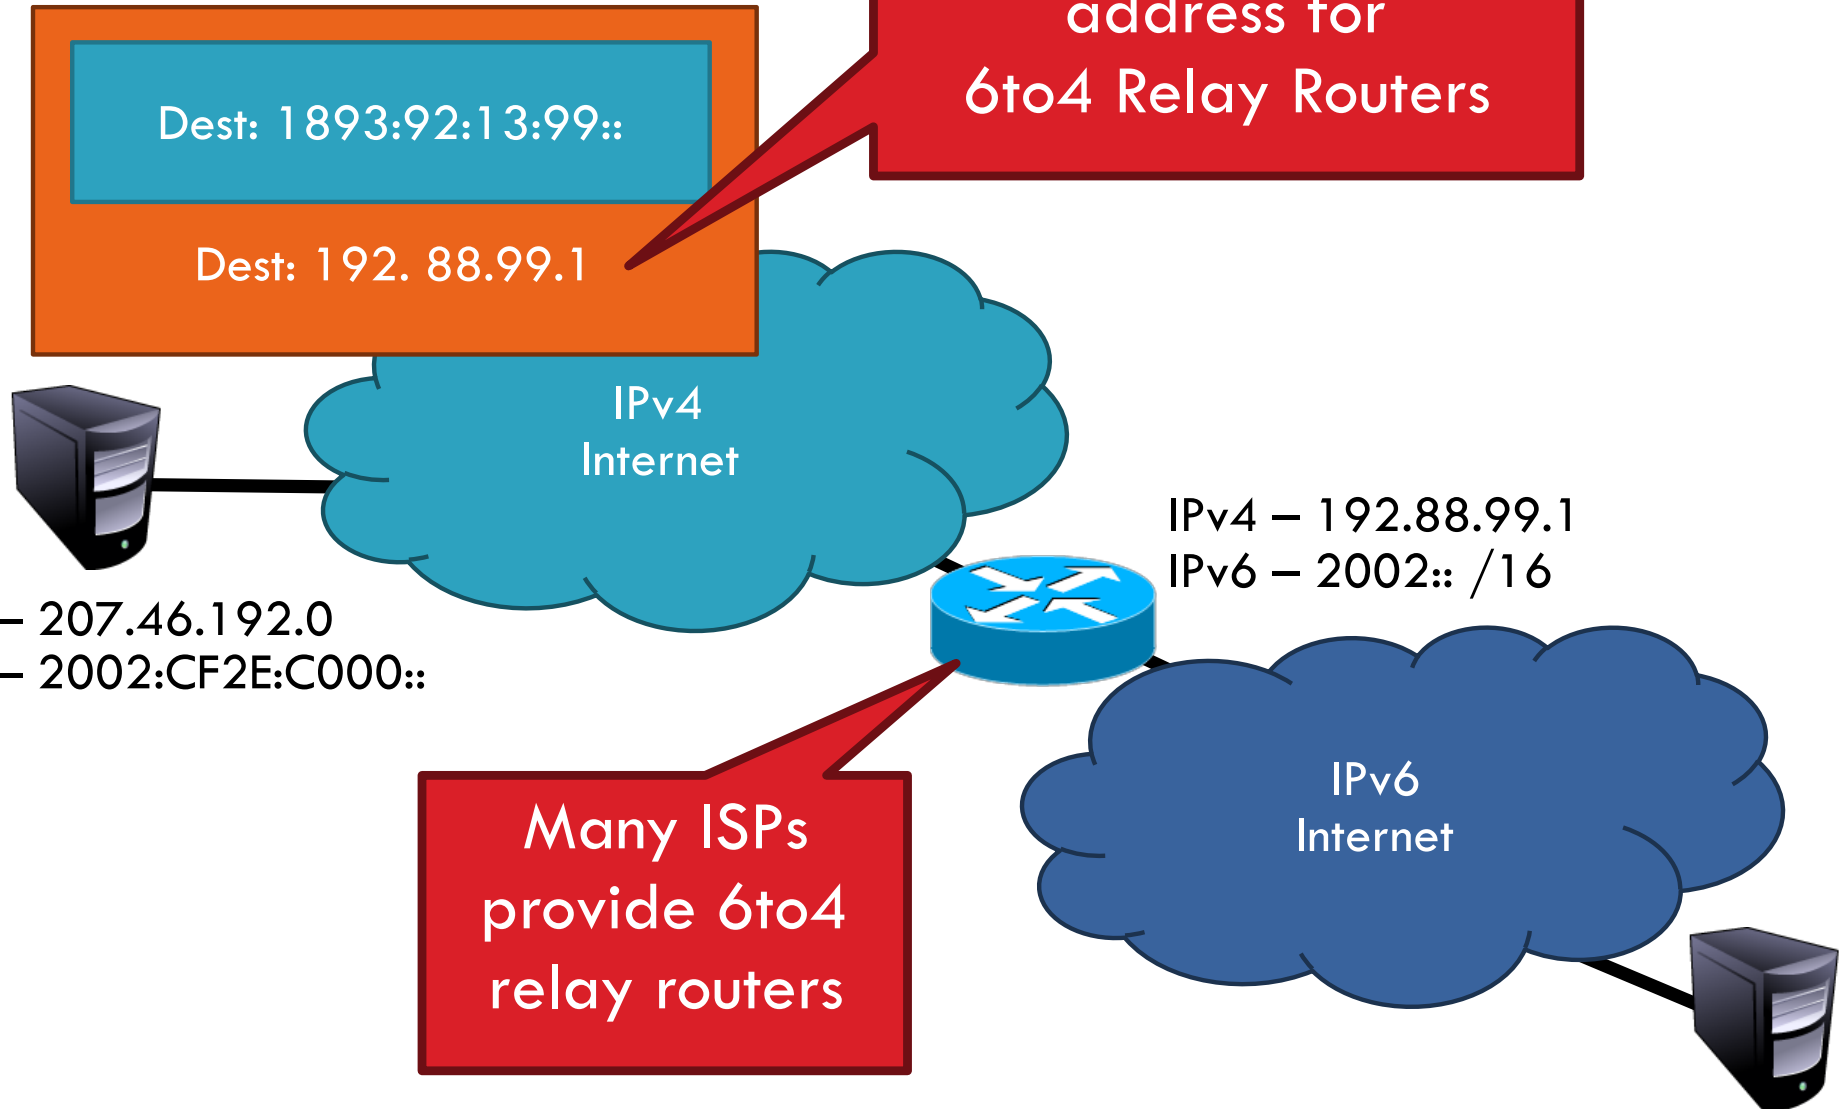 address for
6to4 Relay Routers
Dest: 1893:92:13:99::
Dest: 192. 88.99.1
IPv4
Internet
IPv4 – 192.88.99.1
IPv6 – 2002:: /16
– 207.46.192.0
– 2002:CF2E:C000::
Many ISPs
provide 6to4
relay routers
IPv6
Internet